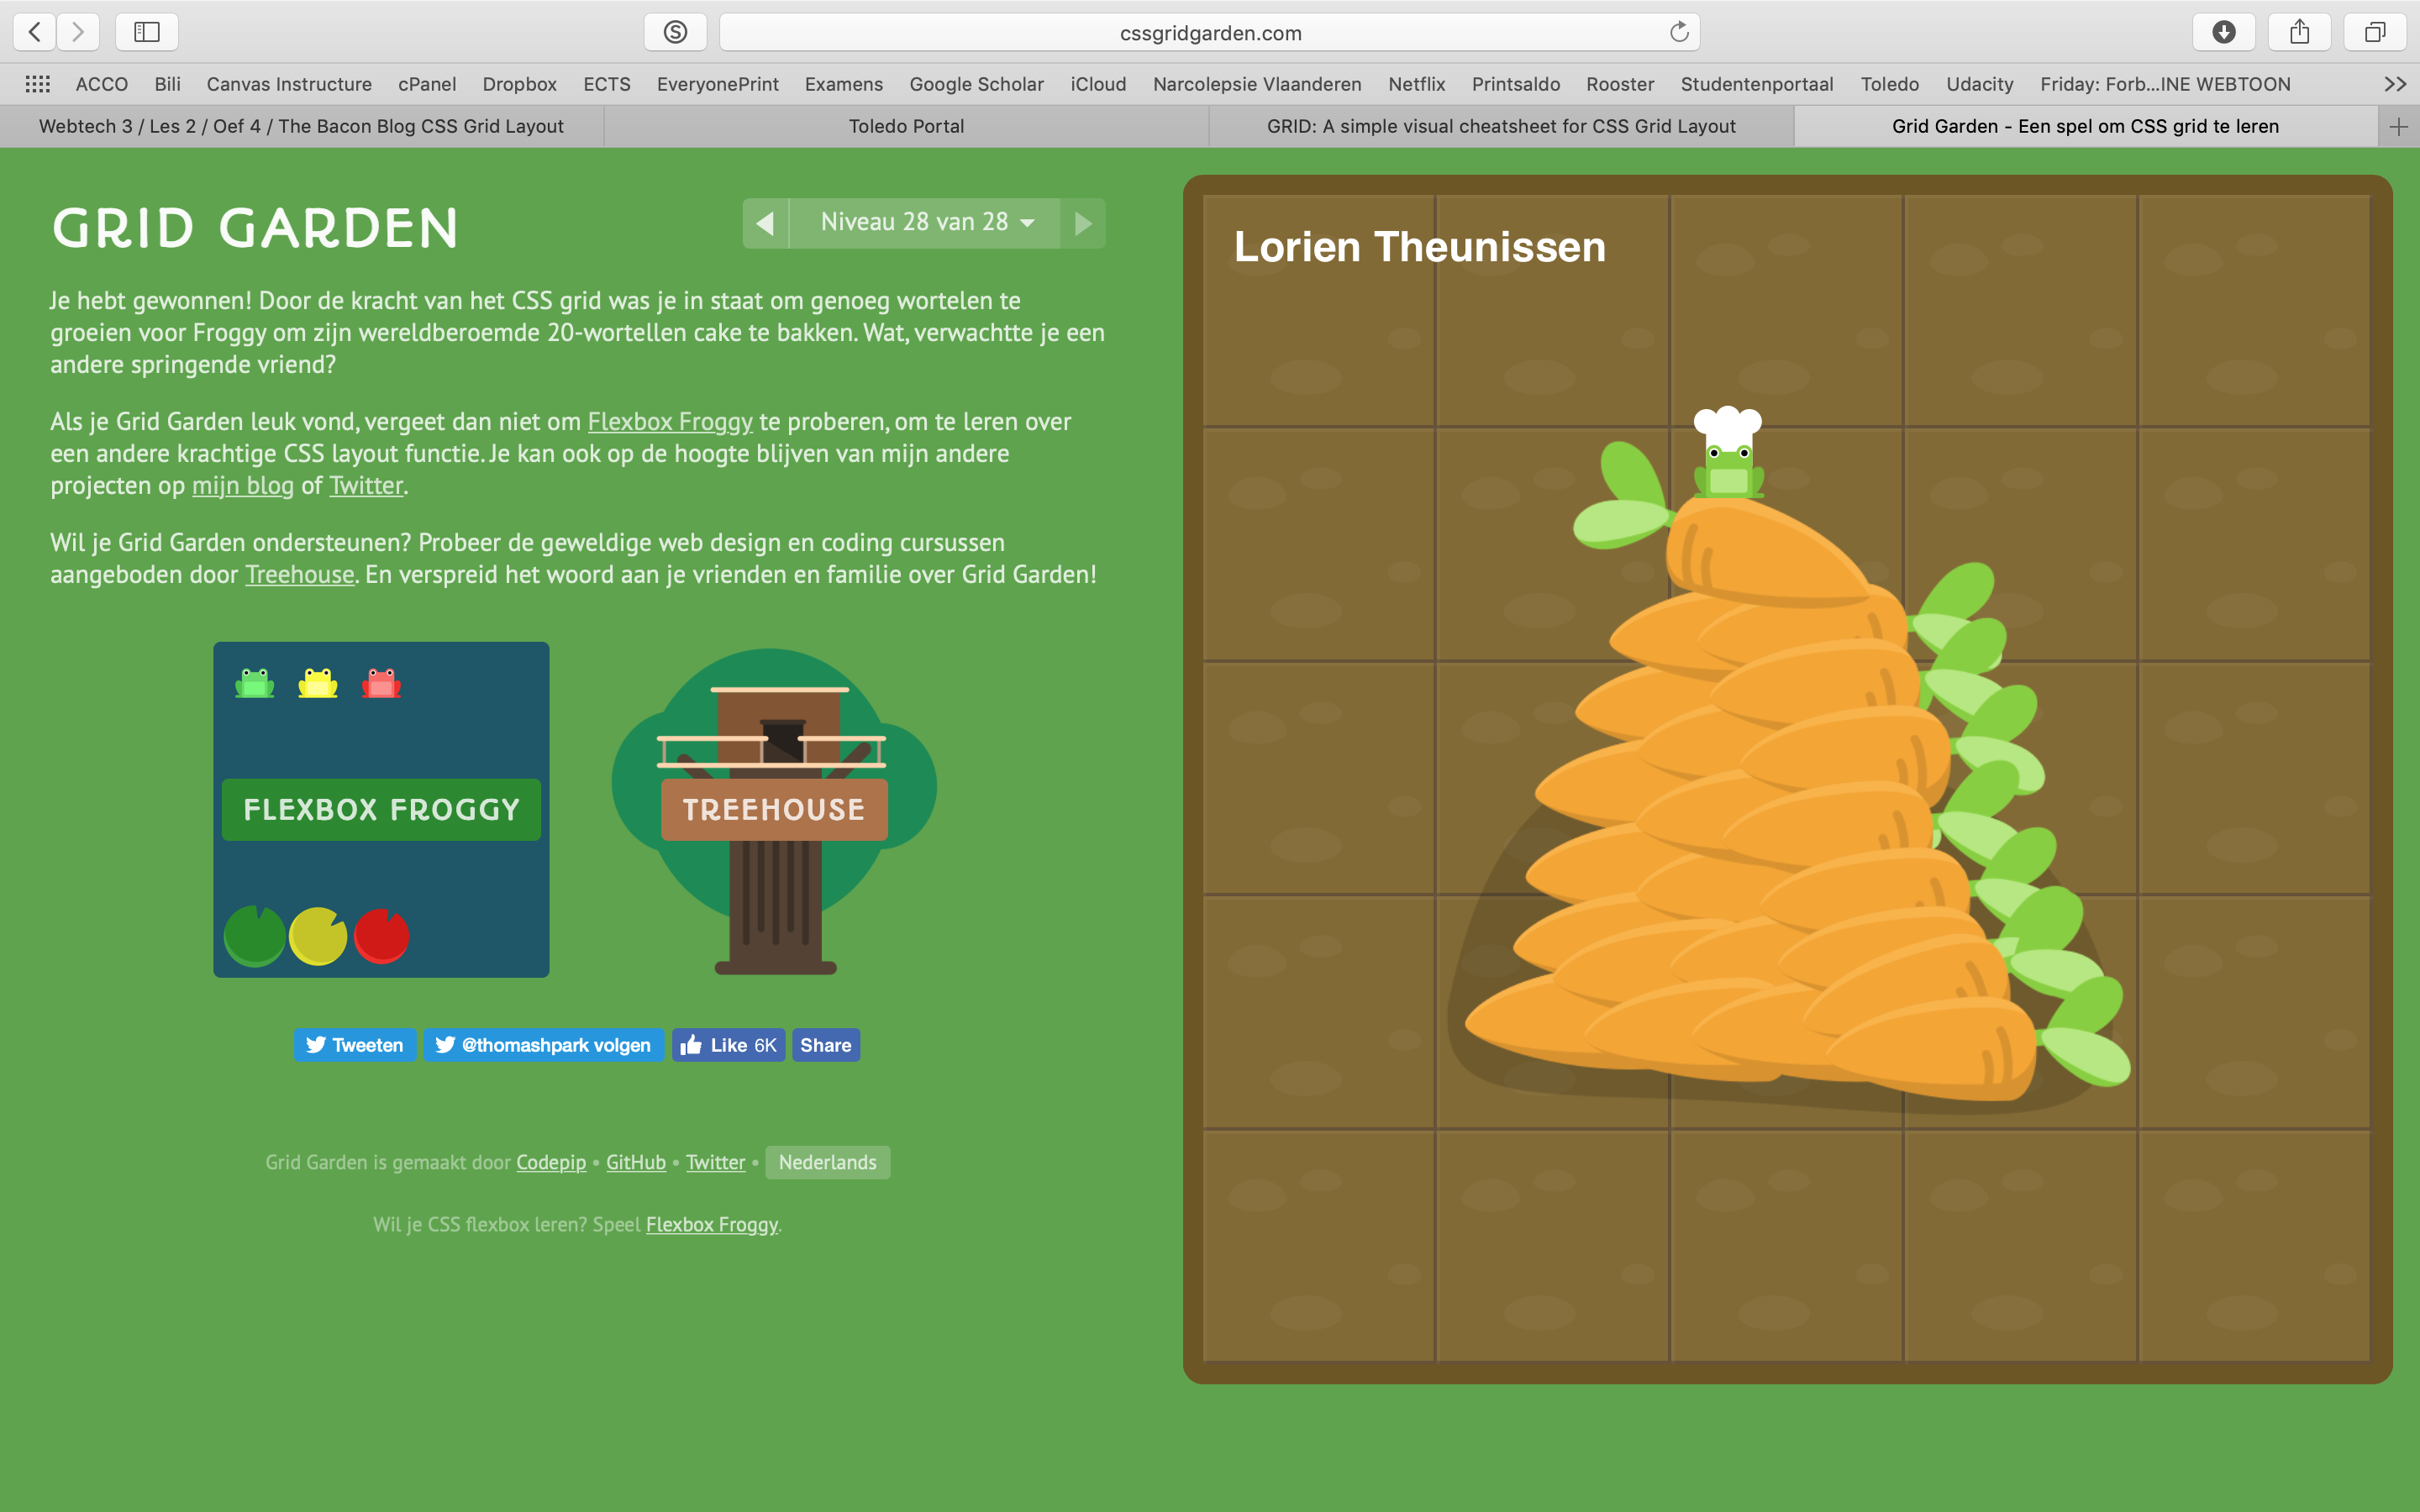 cssgridgarden.com
ACCO Bili Canvas Instructure cPanel Dropbox ECTS EveryonePrint Examens Google Scholar iCloud Narcolepsie Vlaanderen Netflix Printsaldo Rooster Studentenportaal Toledo Udacity Friday: Forb...INE WEBTOON
Webtech 3 / Les 2 / Oef 4 / The Bacon Blog CSS Grid Layout Toledo Portal GRID: A simple visual cheatsheet for CSS Grid Layout Grid Garden - Een spel om CSS grid te leren
GRID GARDEN
Niveau 28 van 28
Je hebt gewonnen! Door de kracht van het CSS grid was je in staat om genoeg wortelen te
groeien voor Froggy om zijn wereldberoemde 20-wortellen cake te bakken. Wat, verwachtte je een
andere springende vriend?
Als je Grid Garden leuk vond, vergeet dan niet om Flexbox Froggy te proberen, om te leren over
een andere krachtige CSS layout functie. Je kan ook op de hoogte blijven van mijn andere
projecten op mijn blog of Twitter.
Wil je Grid Garden ondersteunen? Probeer de geweldige web design en coding cursussen
aangeboden door Treehouse. En verspreid het woord aan je vrienden en familie over Grid Garden!
FLEXBOX FROGGY
TREEHOUSE
Tweeten @thomashpark volgen Like 6K Share
Grid Garden is gemaakt door Codepip • GitHub • Twitter • Nederlands
Wil je CSS flexbox leren? Speel Flexbox Froggy.
Lorien Theunissen